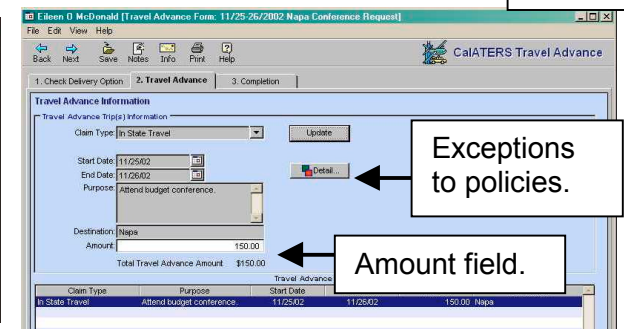 Eileen O McDonald [Travel Advance Form: 11/25-26/2002 Napa Conference Request]
File Edit View Help
Back Next Save Notes Info Print Help
CalATERS Travel Advance
1. Check Delivery Option 2. Travel Advance 3. Completion
Travel Advance Information
Travel Advance Trip(s) Information
Claim Type: In State Travel Update
Start Date: 11/25/02 Detail...
End Date: 11/26/02
Purpose: Attend budget conference.
Exceptions
to policies.
Destination: Napa
Amount: 150.00
Total Travel Advance Amount $150.00
Amount field.
Travel Advance
Claim Type Purpose Start Date
In State Travel Attend budget conference. 11/25/02 11/26/02 150.00 Napa